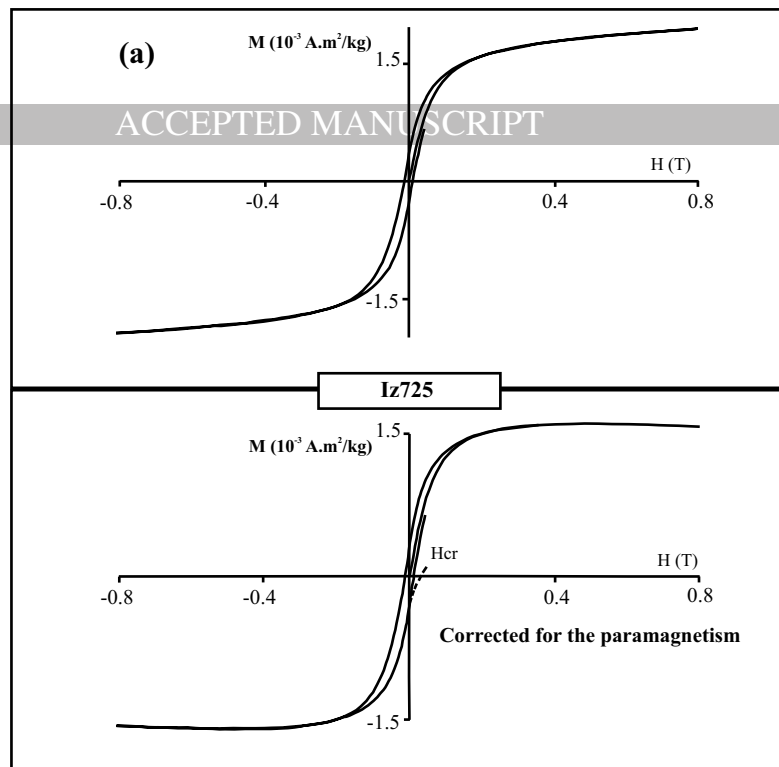 (a)
M (10⁻³ A.m²/kg)
1.5
ACCEPTED MANUSCRIPT
H (T)
-0.8
-0.4
0.4
0.8
-1.5
Iz725
M (10⁻³ A.m²/kg)
1.5
Hcr
H (T)
-0.8
-0.4
0.4
0.8
Corrected for the paramagnetism
-1.5